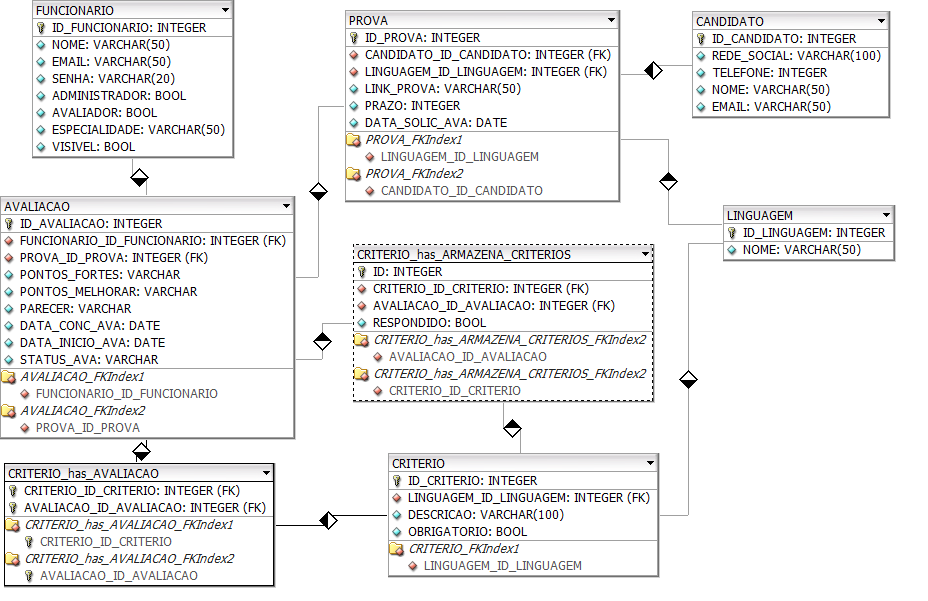 FUNCIONARIO
ID_FUNCIONARIO: INTEGER
NOME: VARCHAR(50)
EMAIL: VARCHAR(50)
SENHA: VARCHAR(20)
ADMINISTRADOR: BOOL
AVALIADOR: BOOL
ESPECIALIDADE: VARCHAR(50)
VISIVEL: BOOL
PROVA
ID_PROVA: INTEGER
CANDIDATO_ID_CANDIDATO: INTEGER (FK)
LINGUAGEM_ID_LINGUAGEM: INTEGER (FK)
LINK_PROVA: VARCHAR(50)
PRAZO: INTEGER
DATA_SOLIC_AVA: DATE
PROVA_FKIndex1
LINGUAGEM_ID_LINGUAGEM
PROVA_FKIndex2
CANDIDATO_ID_CANDIDATO
CANDIDATO
ID_CANDIDATO: INTEGER
REDE_SOCIAL: VARCHAR(100)
TELEFONE: INTEGER
NOME: VARCHAR(50)
EMAIL: VARCHAR(50)
AVALIACAO
ID_AVALIACAO: INTEGER
FUNCIONARIO_ID_FUNCIONARIO: INTEGER (FK)
PROVA_ID_PROVA: INTEGER (FK)
PONTOS_FORTES: VARCHAR
PONTOS_MELHORAR: VARCHAR
PARECER: VARCHAR
DATA_CONC_AVA: DATE
DATA_INICIO_AVA: DATE
STATUS_AVA: VARCHAR
AVALIACAO_FKIndex1
FUNCIONARIO_ID_FUNCIONARIO
AVALIACAO_FKIndex2
PROVA_ID_PROVA
LINGUAGEM
ID_LINGUAGEM: INTEGER
NOME: VARCHAR(50)
CRITERIO_has_ARMAZENA_CRITERIOS
ID: INTEGER
CRITERIO_ID_CRITERIO: INTEGER (FK)
AVALIACAO_ID_AVALIACAO: INTEGER (FK)
RESPONDIDO: BOOL
CRITERIO_has_ARMAZENA_CRITERIOS_FKIndex2
AVALIACAO_ID_AVALIACAO
CRITERIO_has_ARMAZENA_CRITERIOS_FKIndex2
CRITERIO_ID_CRITERIO
CRITERIO_has_AVALIACAO
CRITERIO_ID_CRITERIO: INTEGER (FK)
AVALIACAO_ID_AVALIACAO: INTEGER (FK)
CRITERIO_has_AVALIACAO_FKIndex1
CRITERIO_ID_CRITERIO
CRITERIO_has_AVALIACAO_FKIndex2
AVALIACAO_ID_AVALIACAO
CRITERIO
ID_CRITERIO: INTEGER
LINGUAGEM_ID_LINGUAGEM: INTEGER (FK)
DESCRICAO: VARCHAR(100)
OBRIGATORIO: BOOL
CRITERIO_FKIndex1
LINGUAGEM_ID_LINGUAGEM